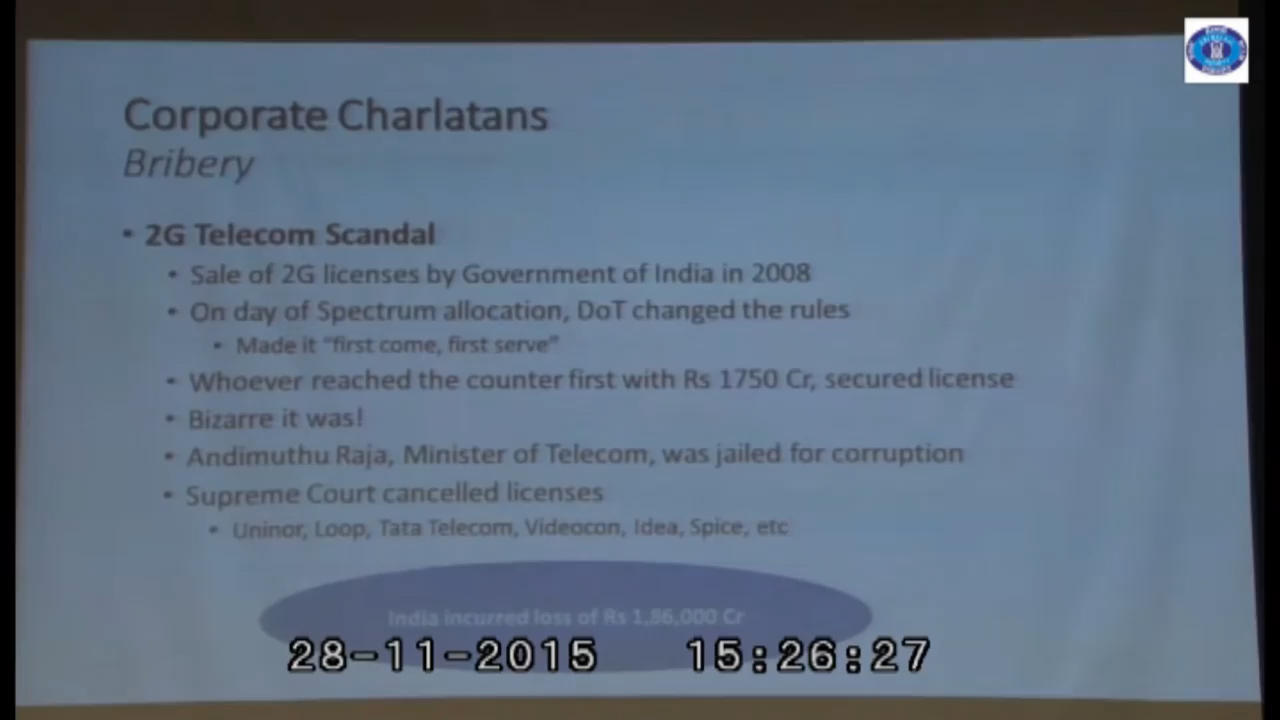 Corporate Charlatans
Bribery
• 2G Telecom Scandal
• Sale of 2G licenses by Government of India in 2008
• On day of Spectrum allocation, DoT changed the rules
• Made it “first come, first serve”
• Whoever reached the counter first with Rs 1750 Cr, secured license
• Bizarre it was!
• Andimuthu Raja, Minister of Telecom, was jailed for corruption
• Supreme Court cancelled licenses
• Uninor, Loop, Tata Telecom, Videocon, Idea, Spice, etc
India incurred loss of Rs 1,86,000 Cr
28-11-2015 15:26:27